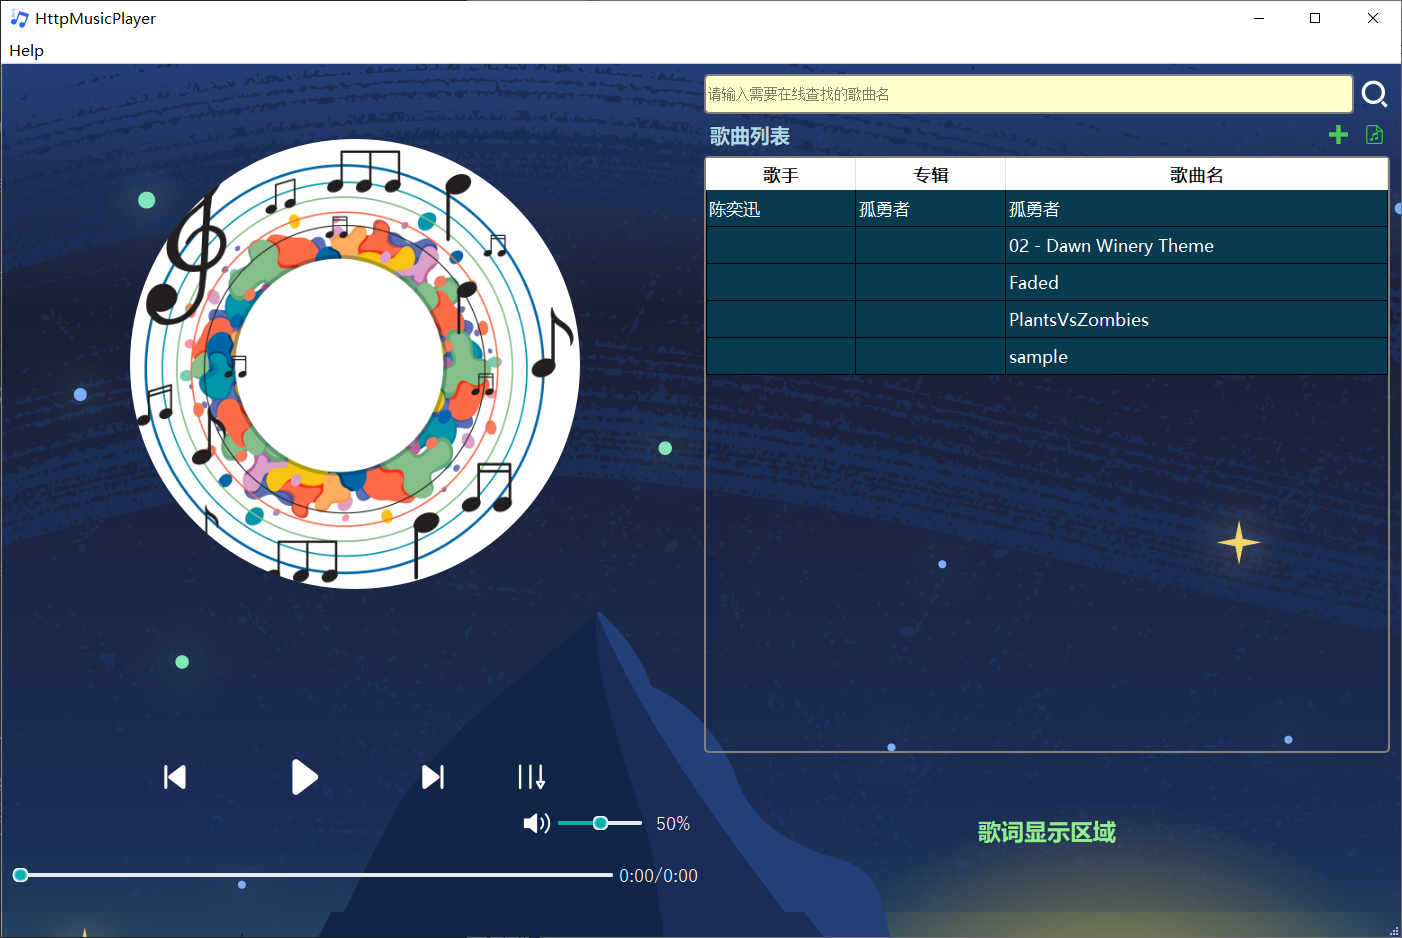 HttpMusicPlayer
Help
请输入需要在线查找的歌曲名
歌曲列表
歌手 专辑 歌曲名
陈奕迅 孤勇者 孤勇者
02 - Dawn Winery Theme
Faded
PlantsVsZombies
sample
50%
歌词显示区域
0:00/0:00